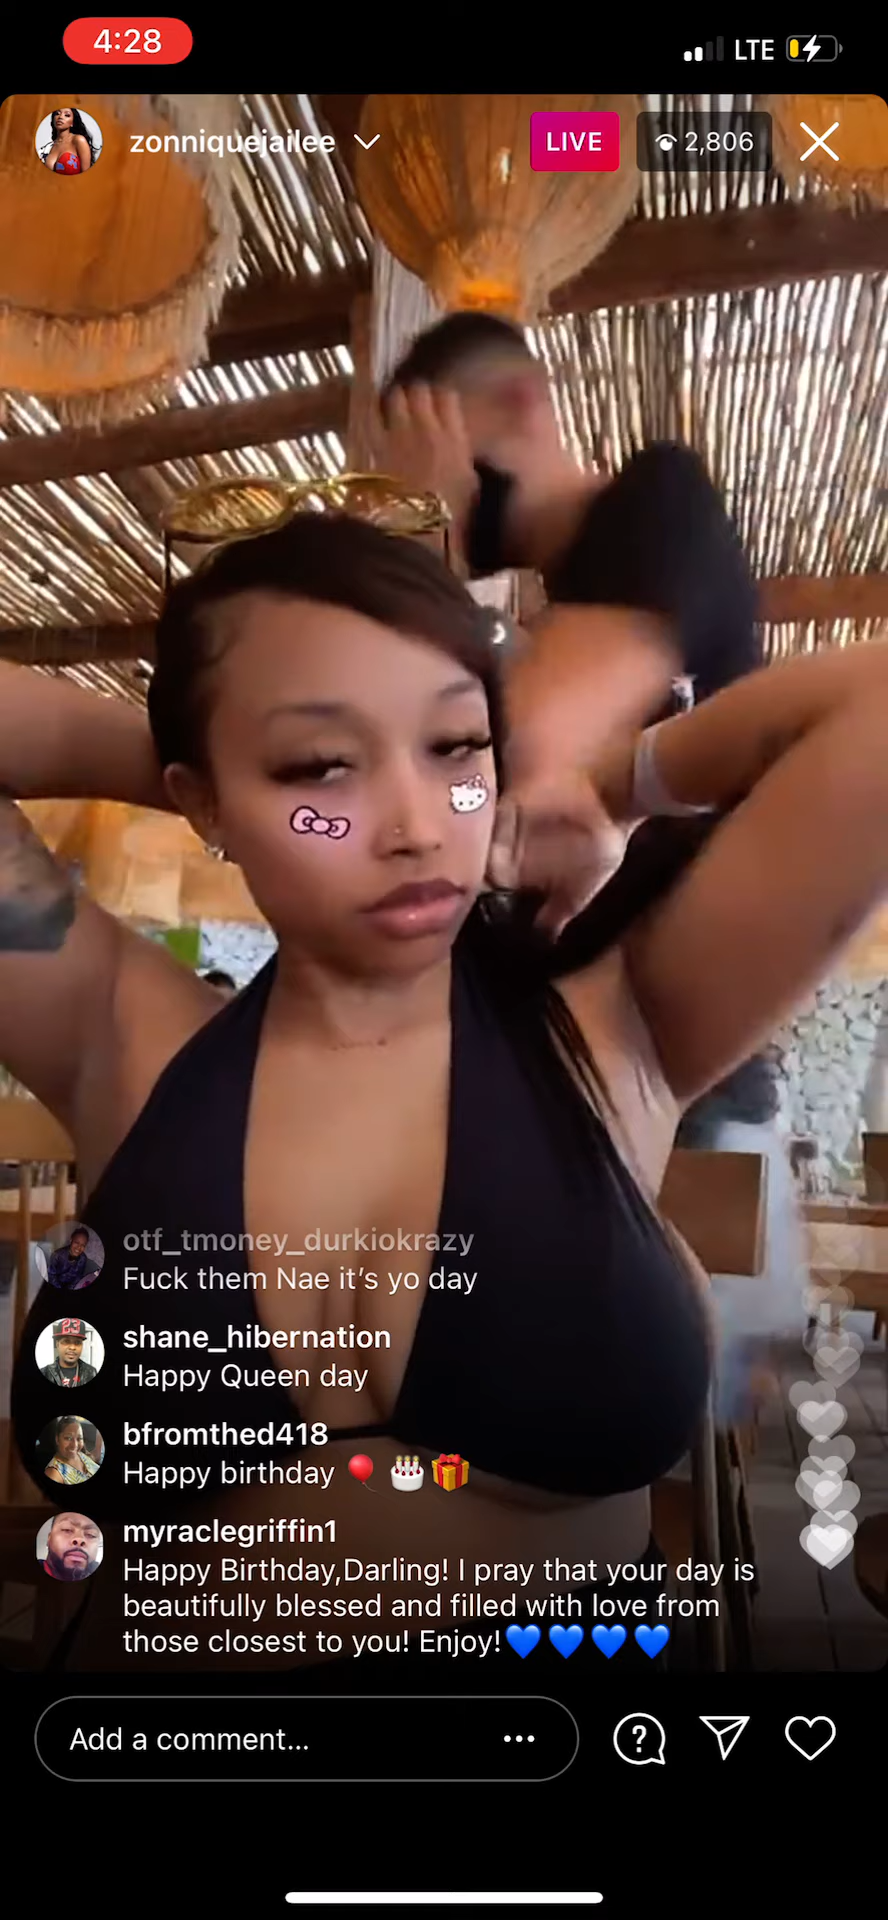 4:28
LTE
zonniquejailee
LIVE
2,806
otf_tmoney_durkiokrazy
Fuck them Nae it’s yo day
shane_hibernation
Happy Queen day
bfromthed418
Happy birthday 🎈 🎂 🎁
myraclegriffin1
Happy Birthday,Darling! I pray that your day is
beautifully blessed and filled with love from
those closest to you! Enjoy!💙💙💙💙
Add a comment...